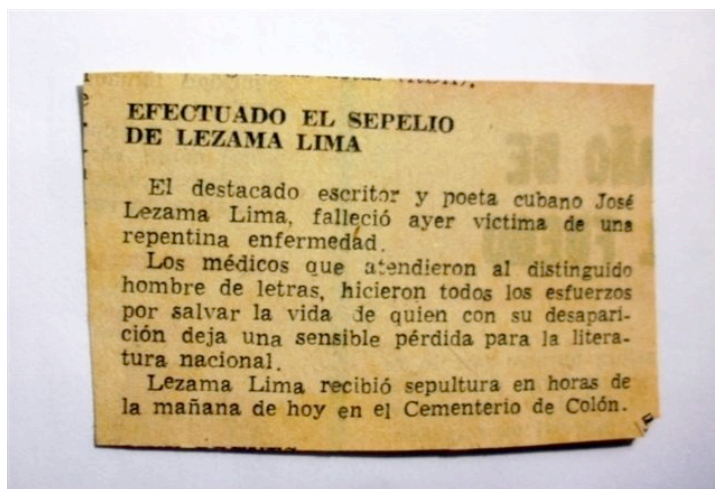 (RDA).
EFECTUADO EL SEPELIO
DE LEZAMA LIMA
El destacado escritor y poeta cubano José
Lezama Lima, falleció ayer víctima de una
repentina enfermedad.
Los médicos que atendieron al distinguido
hombre de letras, hicieron todos los esfuerzos
por salvar la vida de quien con su desapari-
ción deja una sensible pérdida para la litera-
tura nacional.
Lezama Lima recibió sepultura en horas de
la mañana de hoy en el Cementerio de Colón.